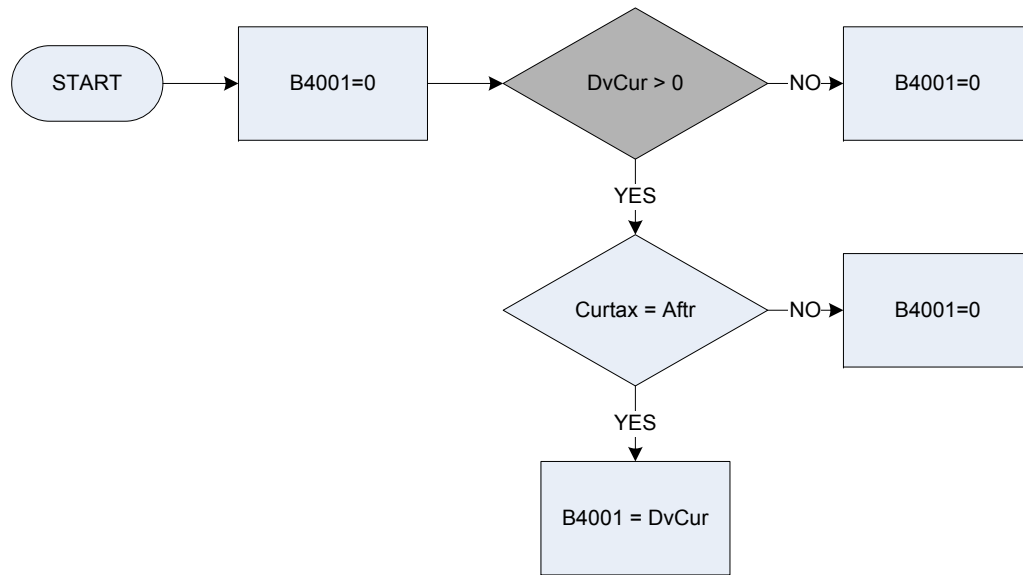 START
B4001=0
DvCur > 0
NO
B4001=0
YES
Curtax = Aftr
NO
B4001=0
YES
B4001 = DvCur